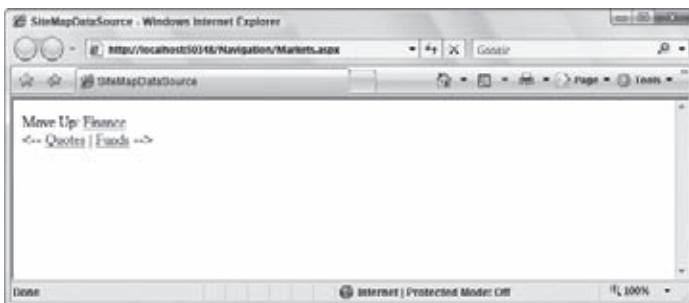 SiteMapDataSource - Windows Internet Explorer
http://localhost:50348/Navigation/Markets.aspx
Google
SiteMapDataSource
Page
Tools
Move Up: Finance
<-- Quotes | Funds -->
Done
Internet | Protected Mode: Off
100%